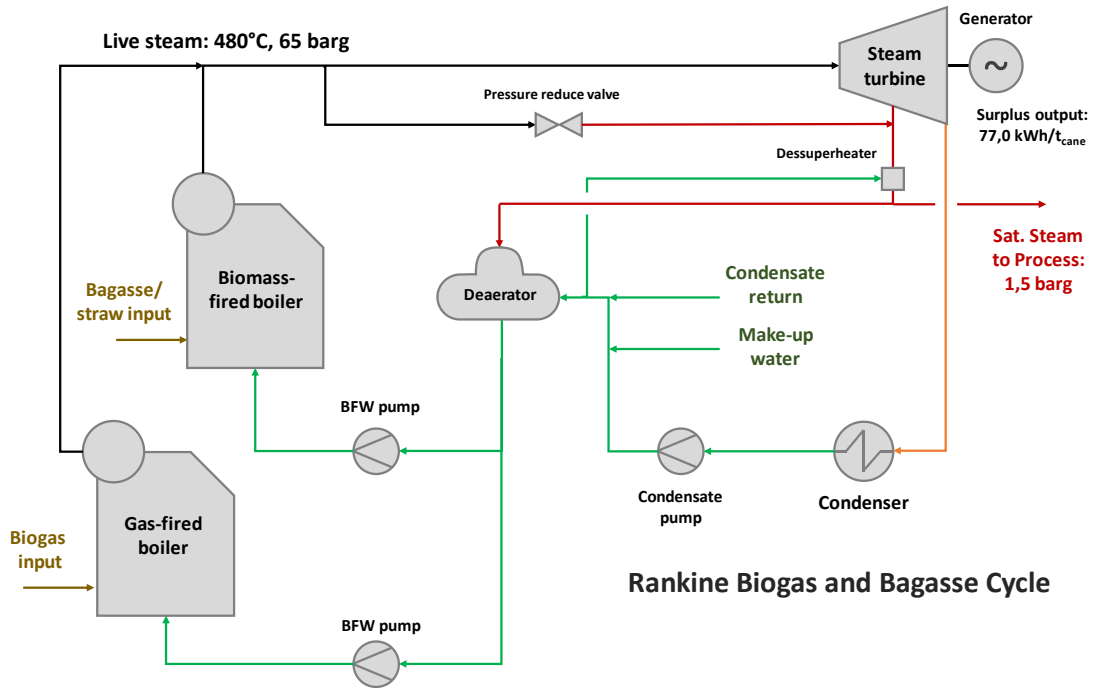 Generator
Live steam: 480°C, 65 barg
Steam
turbine
~
Pressure reduce valve
Surplus output:
77,0 kWh/t_cane
Dessuperheater
Sat. Steam
to Process:
1,5 barg
Biomass-
fired boiler
Deaerator
Condensate
return
Bagasse/
straw input
Make-up
water
BFW pump
Condensate
pump
Condenser
Gas-fired
boiler
Biogas
input
Rankine Biogas and Bagasse Cycle
BFW pump